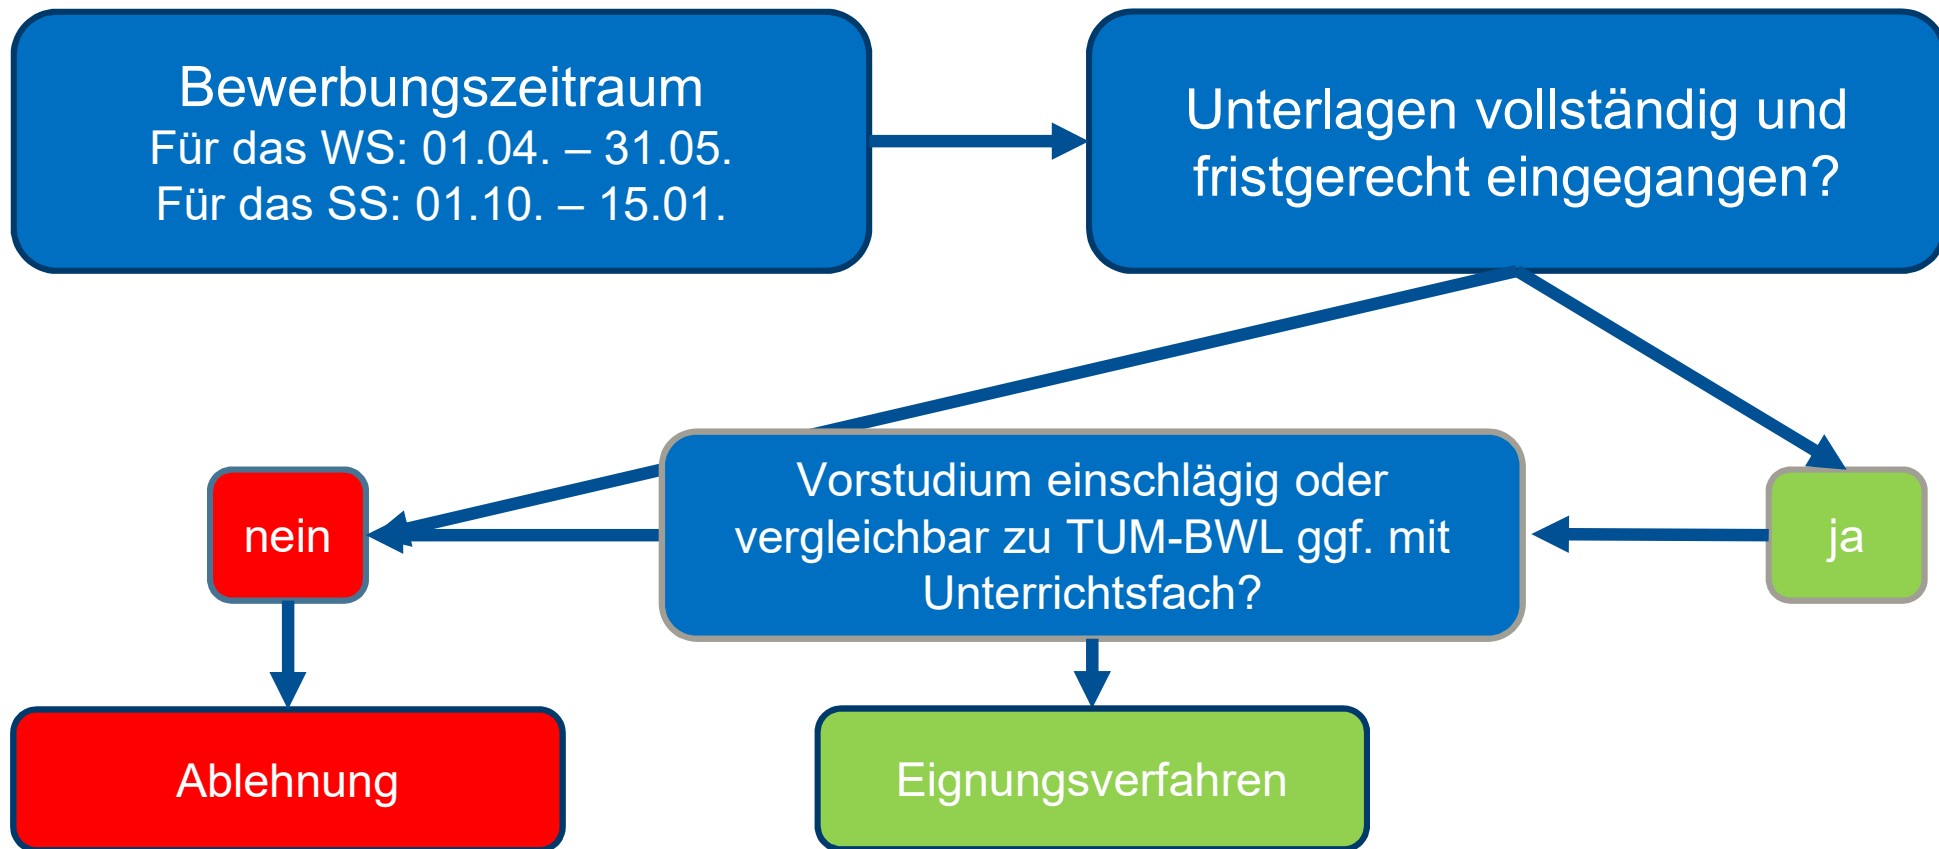 Bewerbungszeitraum
Für das WS: 01.04. – 31.05.
Für das SS: 01.10. – 15.01.
Unterlagen vollständig und
fristgerecht eingegangen?
nein
Vorstudium einschlägig oder
vergleichbar zu TUM-BWL ggf. mit
Unterrichtsfach?
ja
Ablehnung
Eignungsverfahren